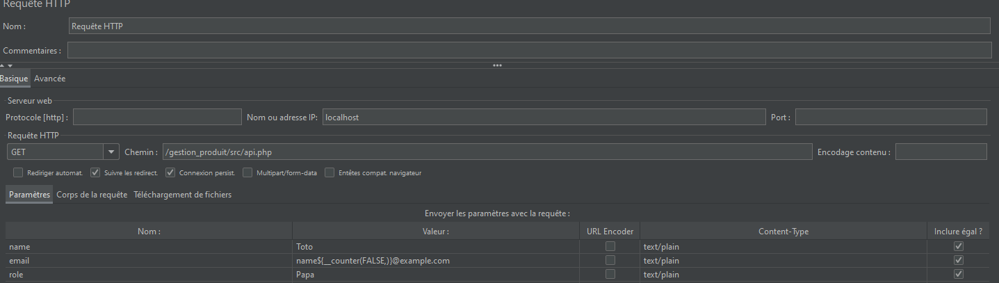 Requête HTTP
Nom : Requête HTTP
Commentaires :
Basique Avancée
Serveur web
Protocole [http] : Nom ou adresse IP: localhost Port :
Requête HTTP
GET Chemin : /gestion_produit/src/api.php Encodage contenu :
Rediriger automat. Suivre les redirect. Connexion persist. Multipart/form-data Entêtes compat. navigateur
Paramètres Corps de la requête Téléchargement de fichiers
Envoyer les paramètres avec la requête :
Nom : Valeur : URL Encoder Content-Type Inclure égal ?
name Toto text/plain
email name${__counter(FALSE,)}@example.com text/plain
role Papa text/plain